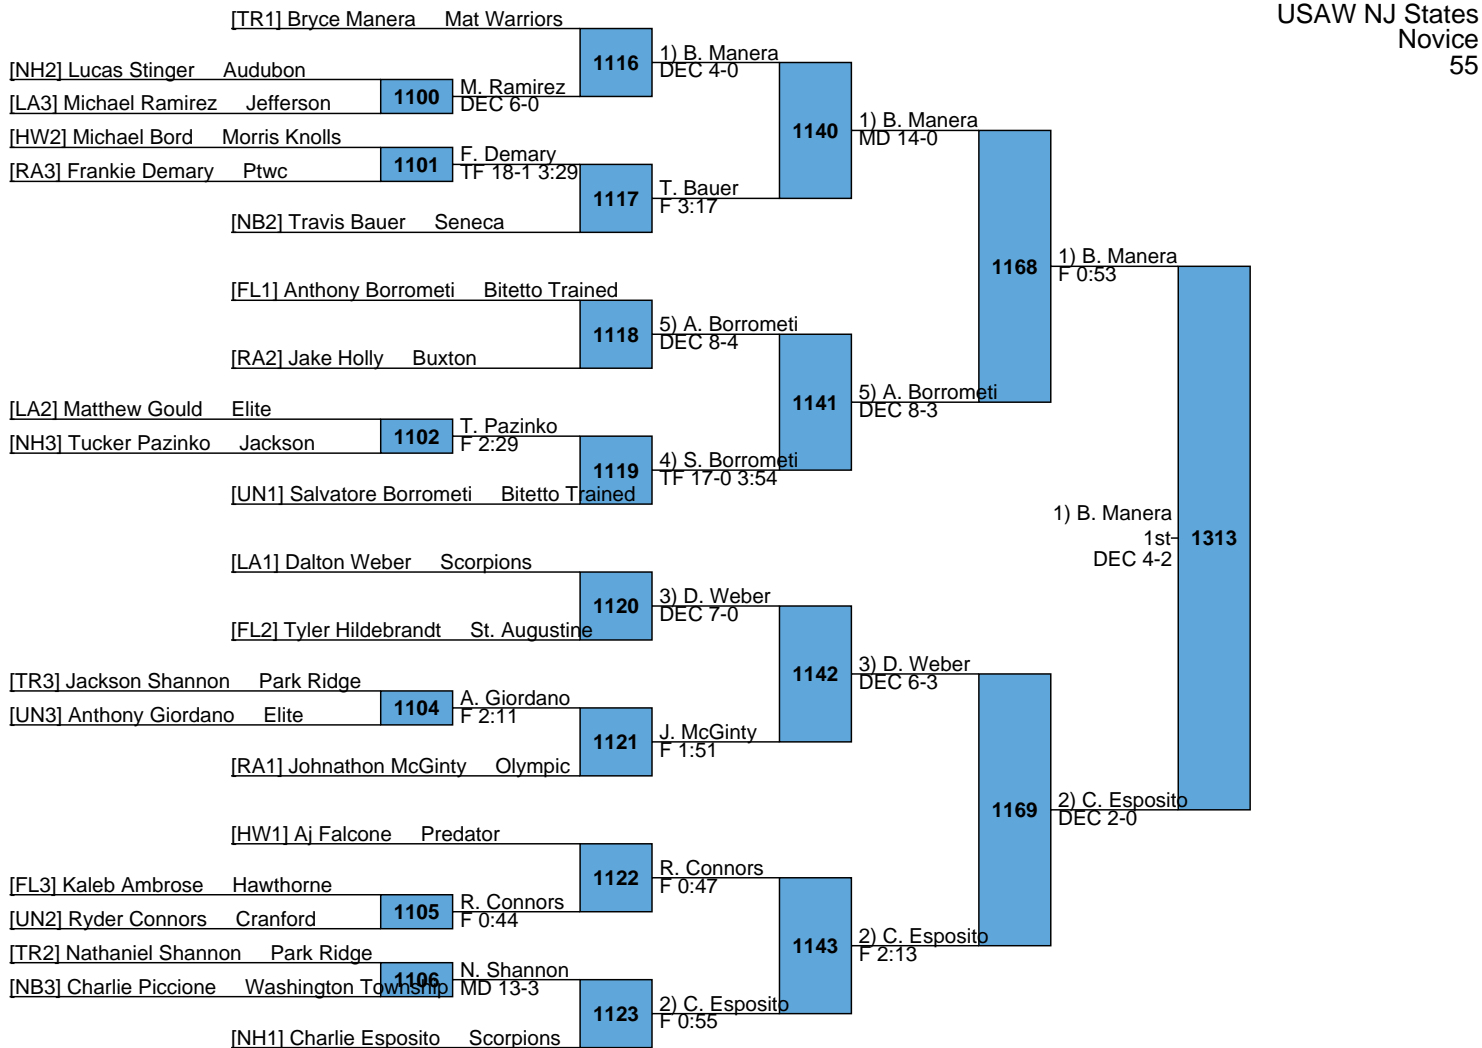 USAW NJ States
Novice
55
[TR1] Bryce Manera Mat Warriors
1116
1) B. Manera
DEC 4-0
[NH2] Lucas Stinger Audubon
1100
M. Ramirez
DEC 6-0
[LA3] Michael Ramirez Jefferson
1140
1) B. Manera
MD 14-0
[HW2] Michael Bord Morris Knolls
1101
F. Demary
TF 18-1 3:29
[RA3] Frankie Demary Ptwc
1117
T. Bauer
F 3:17
[NB2] Travis Bauer Seneca
1168
1) B. Manera
F 0:53
[FL1] Anthony Borrometi Bitetto Trained
1118
5) A. Borrometi
DEC 8-4
[RA2] Jake Holly Buxton
1141
5) A. Borrometi
DEC 8-3
[LA2] Matthew Gould Elite
1102
T. Pazinko
F 2:29
[NH3] Tucker Pazinko Jackson
1119
4) S. Borrometi
TF 17-0 3:54
[UN1] Salvatore Borrometi Bitetto Trained
1) B. Manera
1st
DEC 4-2
1313
[LA1] Dalton Weber Scorpions
1120
3) D. Weber
DEC 7-0
[FL2] Tyler Hildebrandt St. Augustine
1142
3) D. Weber
DEC 6-3
[TR3] Jackson Shannon Park Ridge
1104
A. Giordano
F 2:11
[UN3] Anthony Giordano Elite
1121
J. McGinty
F 1:51
[RA1] Johnathon McGinty Olympic
1169
2) C. Esposito
DEC 2-0
[HW1] Aj Falcone Predator
1122
R. Connors
F 0:47
[FL3] Kaleb Ambrose Hawthorne
1105
R. Connors
F 0:44
[UN2] Ryder Connors Cranford
1143
2) C. Esposito
F 2:13
[TR2] Nathaniel Shannon Park Ridge
1106
N. Shannon
MD 13-3
[NB3] Charlie Piccione Washington Township
1123
2) C. Esposito
F 0:55
[NH1] Charlie Esposito Scorpions